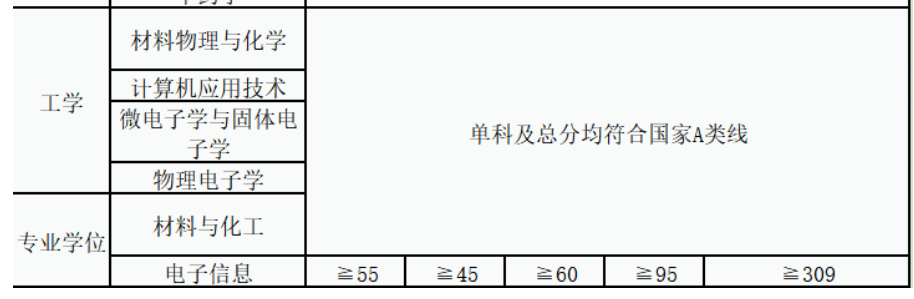 材料物理与化学
工学
计算机应用技术
微电子学与固体电
子学
单科及总分均符合国家A类线
物理电子学
专业学位
材料与化工
电子信息 ≧55 ≧45 ≧60 ≧95 ≧309